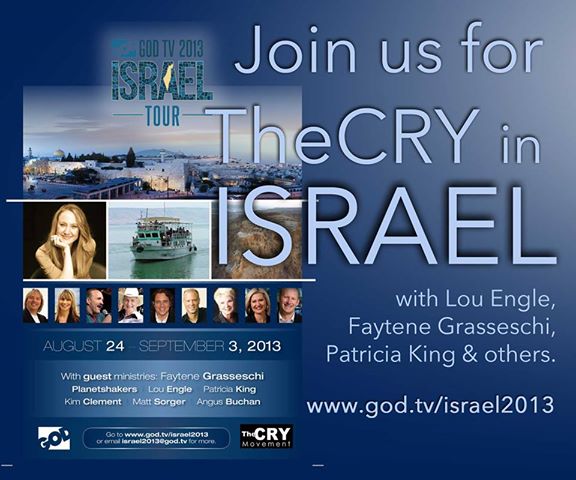 GOD TV 2013
ISRAEL
TOUR
Join us for
TheCRY in
ISRAEL
with Lou Engle,
Faytene Grasseschi,
Patricia King & others.
www.god.tv/israel2013
AUGUST 24 – SEPTEMBER 3, 2013
With guest ministries: Faytene Grasseschi
Planetshakers Lou Engle Patricia King
Kim Clement Matt Sorger Angus Buchan
GOD
Go to www.god.tv/israel2013
or email israel2013@god.tv for more.
TheCRY
Movement